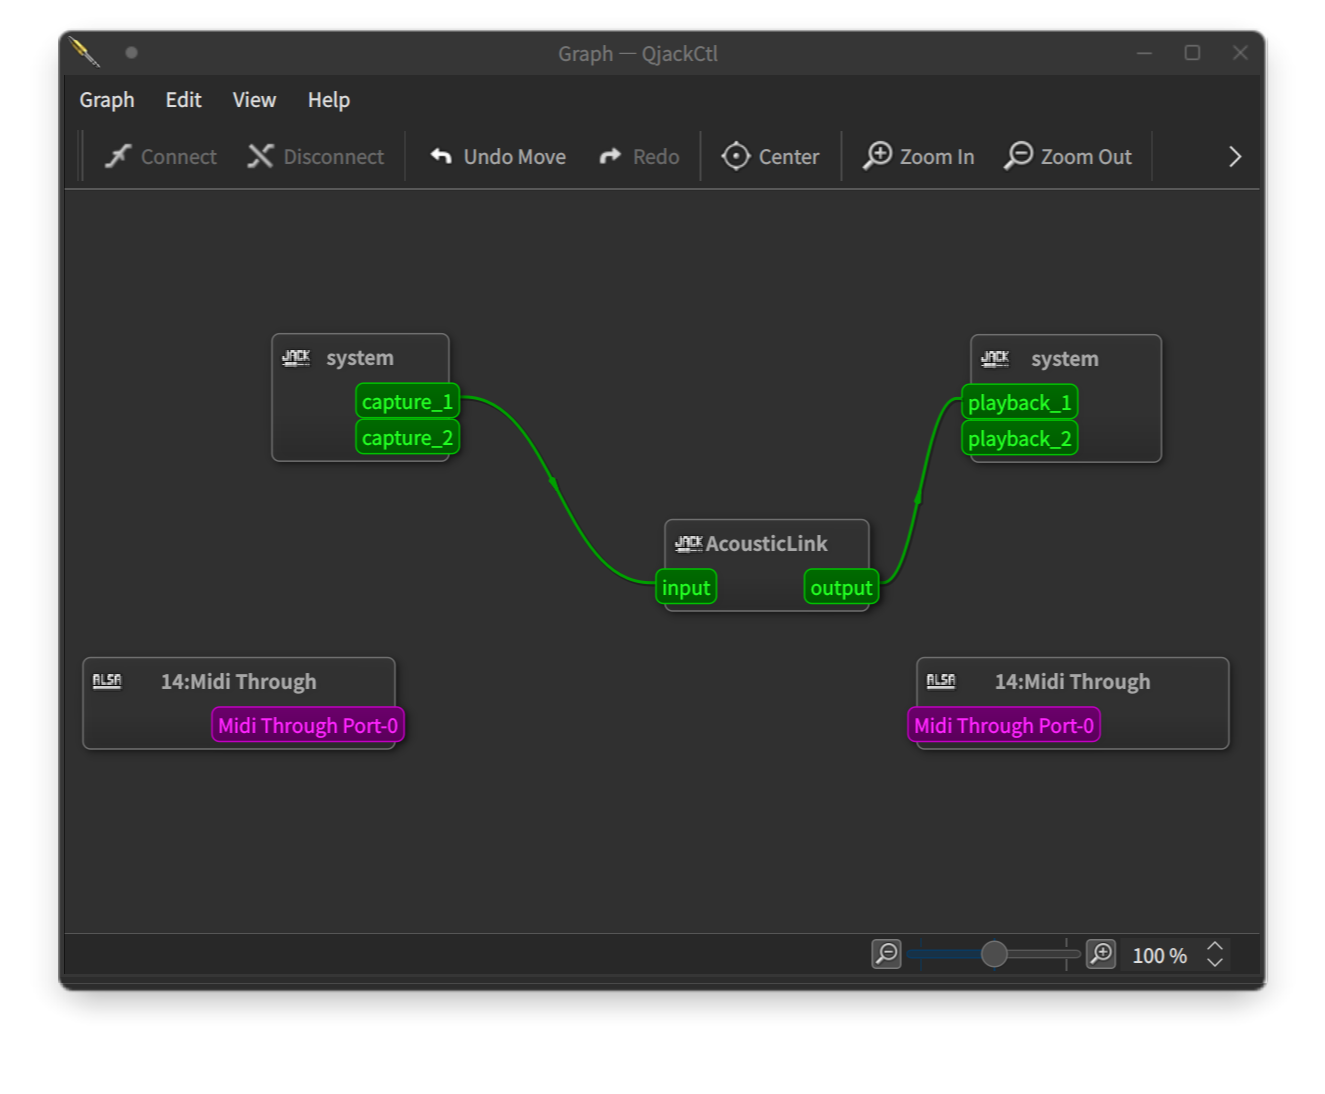 Graph — QjackCtl
Graph Edit View Help
Connect Disconnect Undo Move Redo Center Zoom In Zoom Out
JACK system
capture_1
capture_2
JACK system
playback_1
playback_2
JACK AcousticLink
input output
ALSA 14:Midi Through
Midi Through Port-0
ALSA 14:Midi Through
Midi Through Port-0
100 %